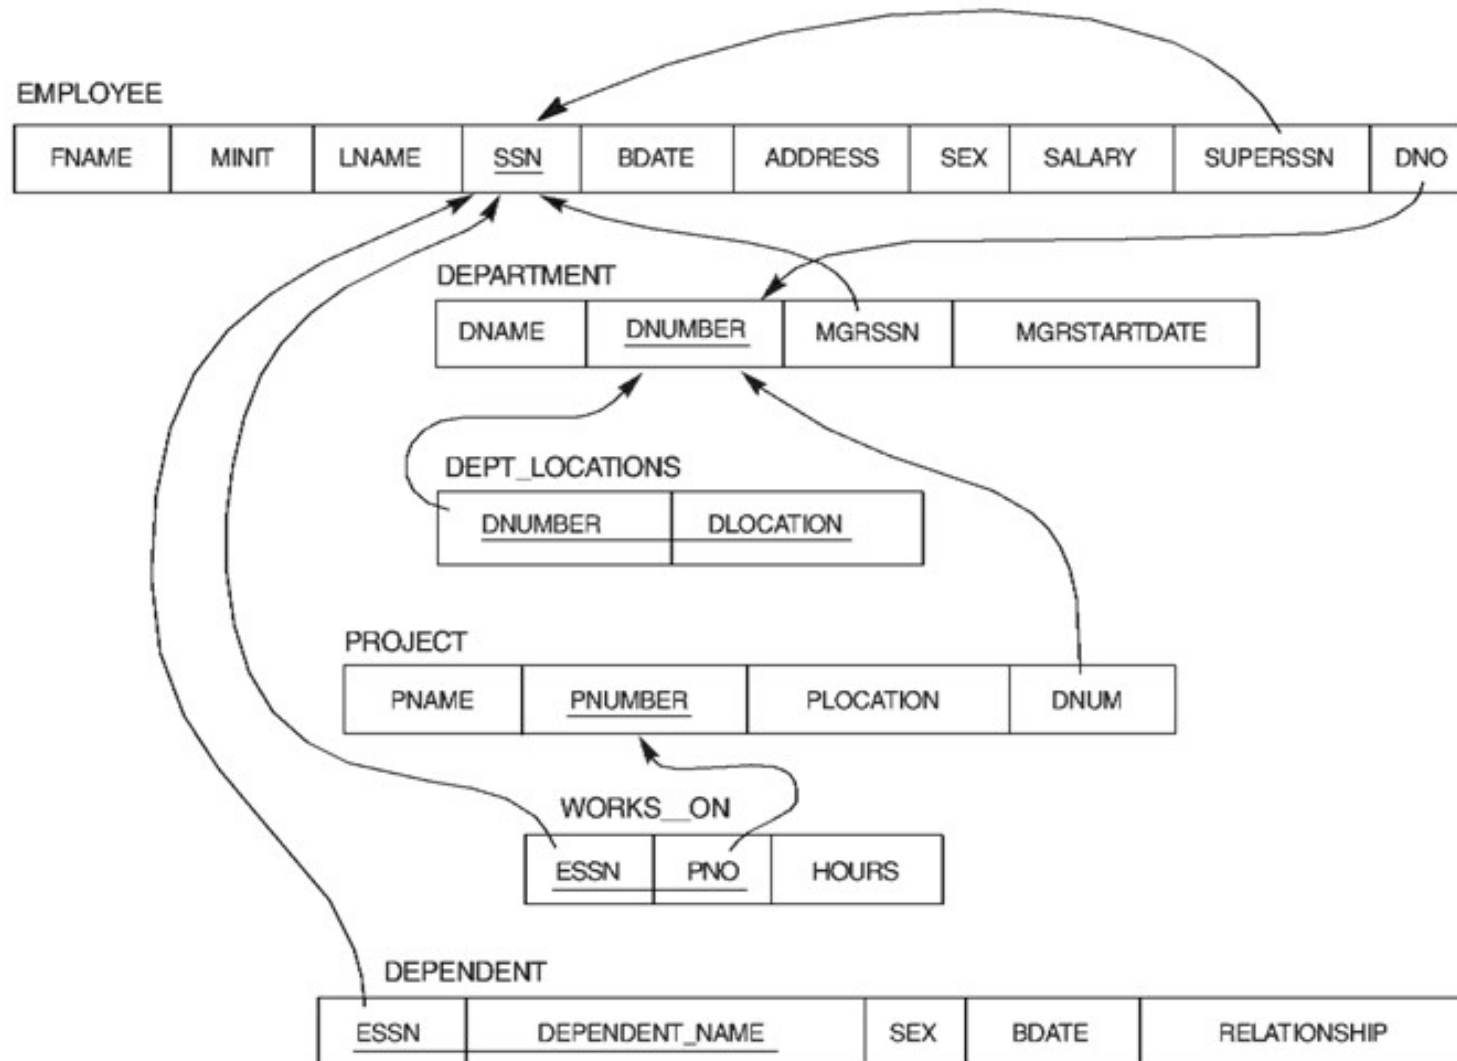 EMPLOYEE
FNAME MINIT LNAME SSN BDATE ADDRESS SEX SALARY SUPERSSN DNO
DEPARTMENT
DNAME DNUMBER MGRSSN MGRSTARTDATE
DEPT_LOCATIONS
DNUMBER DLOCATION
PROJECT
PNAME PNUMBER PLOCATION DNUM
WORKS__ON
ESSN PNO HOURS
DEPENDENT
ESSN DEPENDENT_NAME SEX BDATE RELATIONSHIP